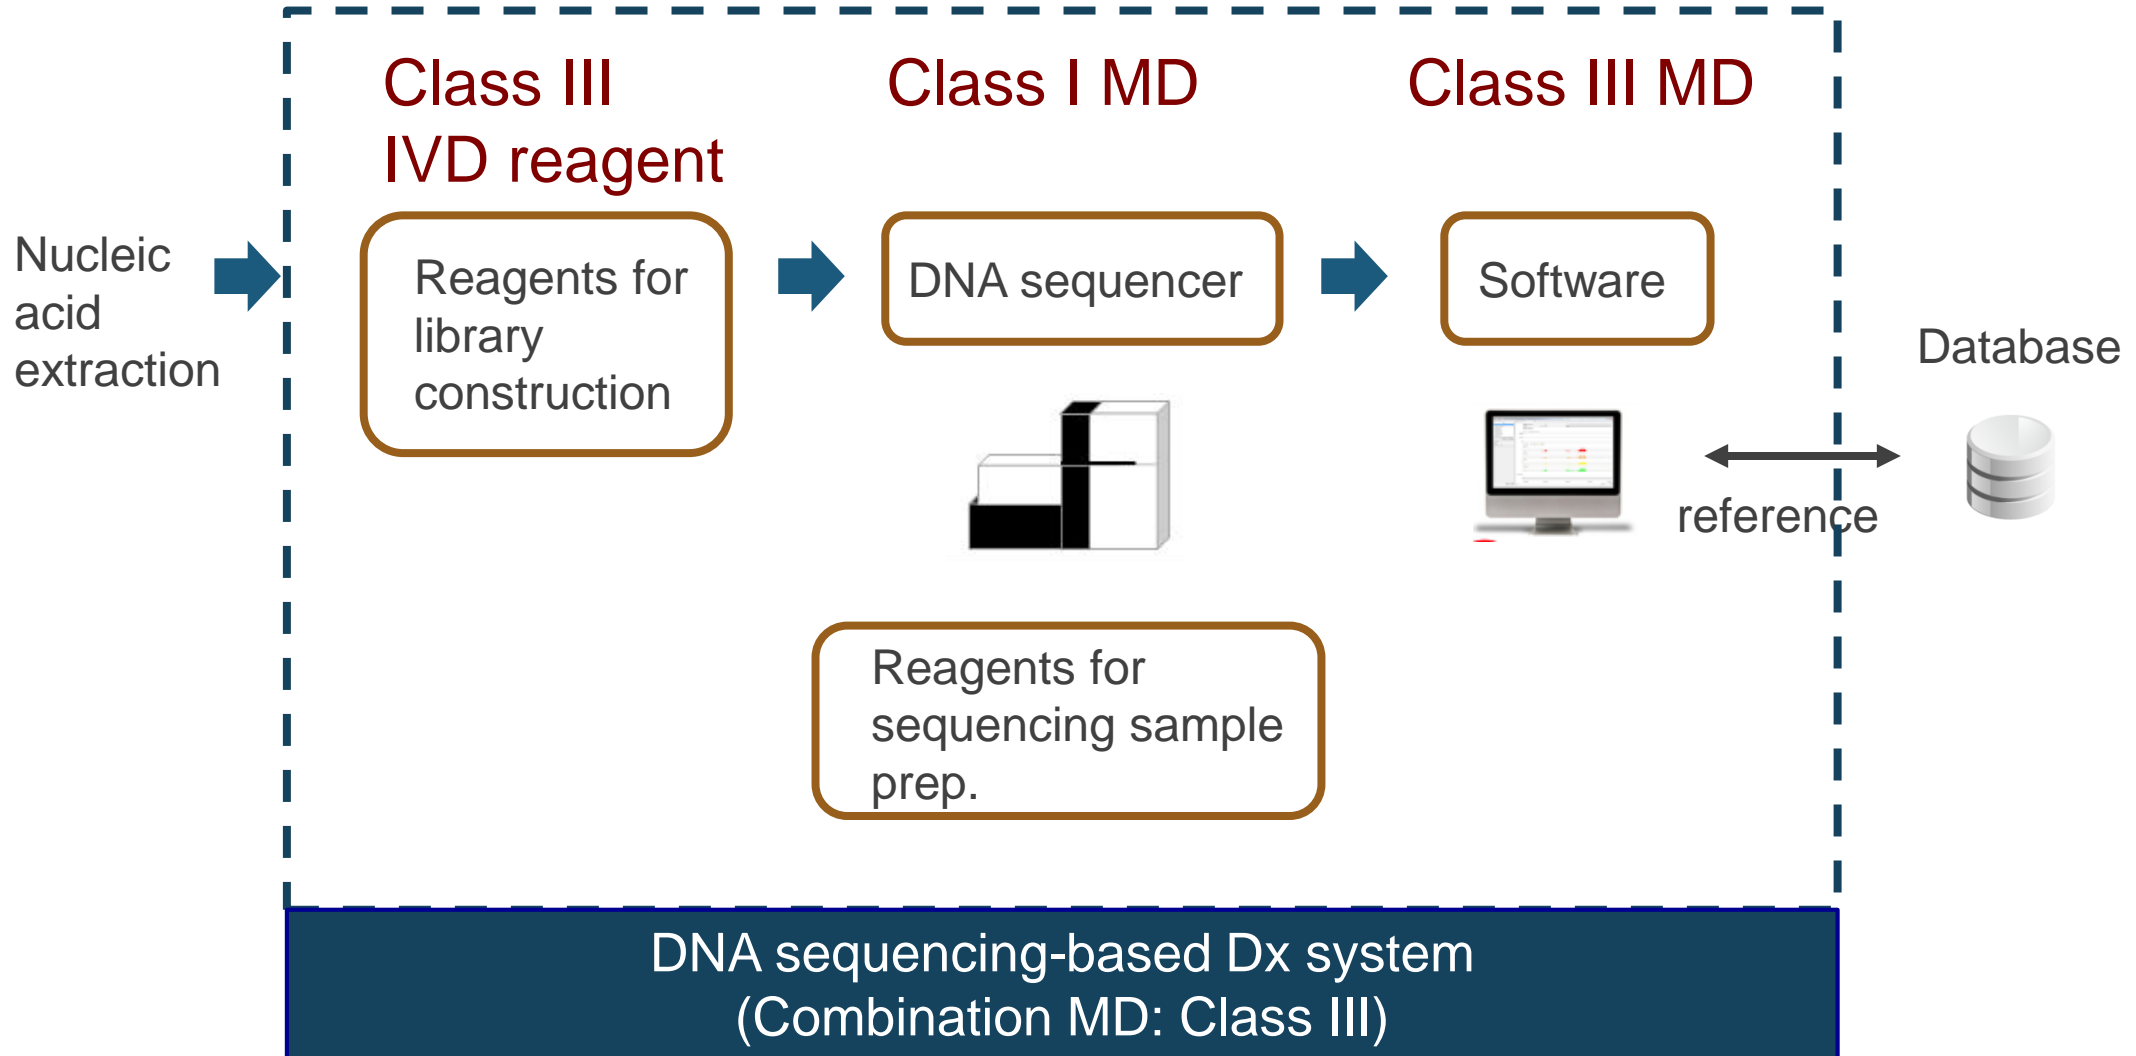 Class III
IVD reagent
Class I MD
Class III MD
Nucleic
acid
extraction
Reagents for
library
construction
DNA sequencer
Software
Database
reference
Reagents for
sequencing sample
prep.
DNA sequencing-based Dx system
(Combination MD: Class III)